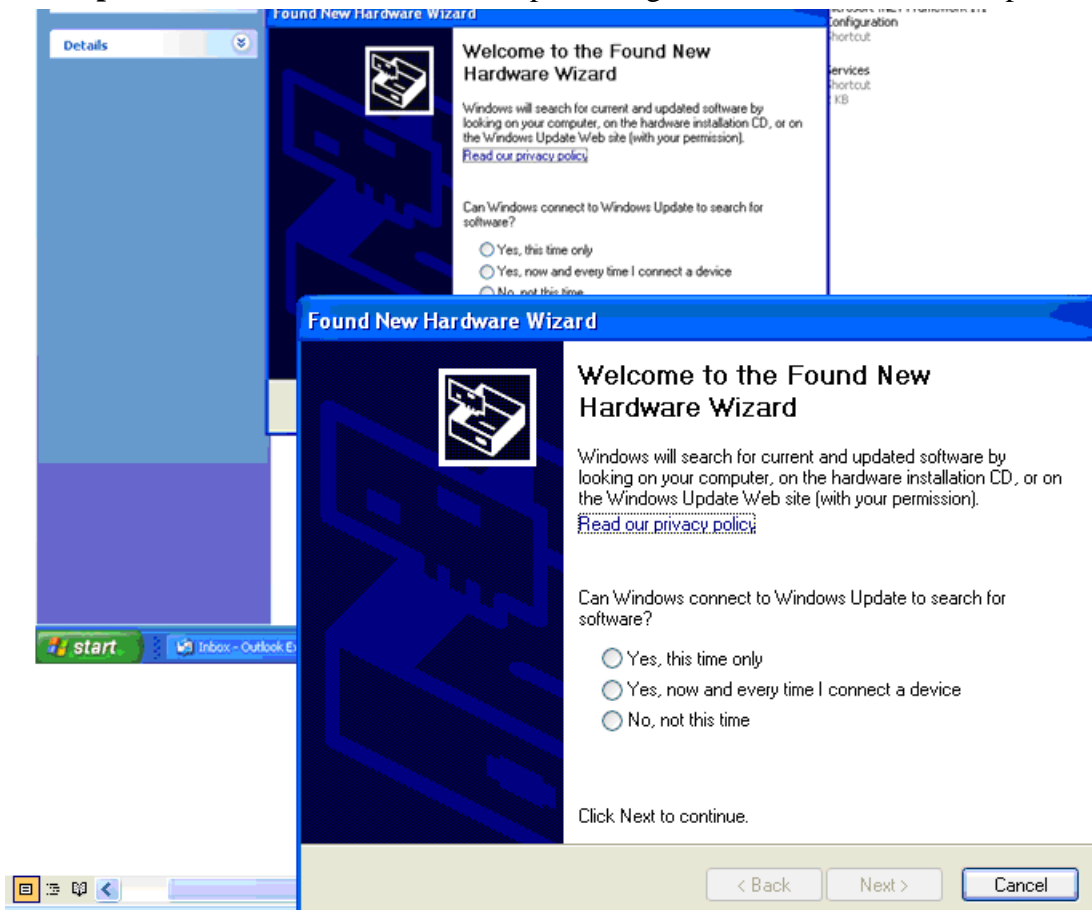 Found New Hardware Wizard
Configuration
Shortcut
Details
Welcome to the Found New
Hardware Wizard
Services
Shortcut
KB
Windows will search for current and updated software by
looking on your computer, on the hardware installation CD, or on
the Windows Update Web site (with your permission).
Read our privacy policy
Can Windows connect to Windows Update to search for
software?
Yes, this time only
Yes, now and every time I connect a device
No, not this time
Found New Hardware Wizard
Welcome to the Found New
Hardware Wizard
Windows will search for current and updated software by
looking on your computer, on the hardware installation CD, or on
the Windows Update Web site (with your permission).
Read our privacy policy
Can Windows connect to Windows Update to search for
software?
Yes, this time only
Yes, now and every time I connect a device
No, not this time
Click Next to continue.
< Back Next > Cancel
start Inbox - Outlook E